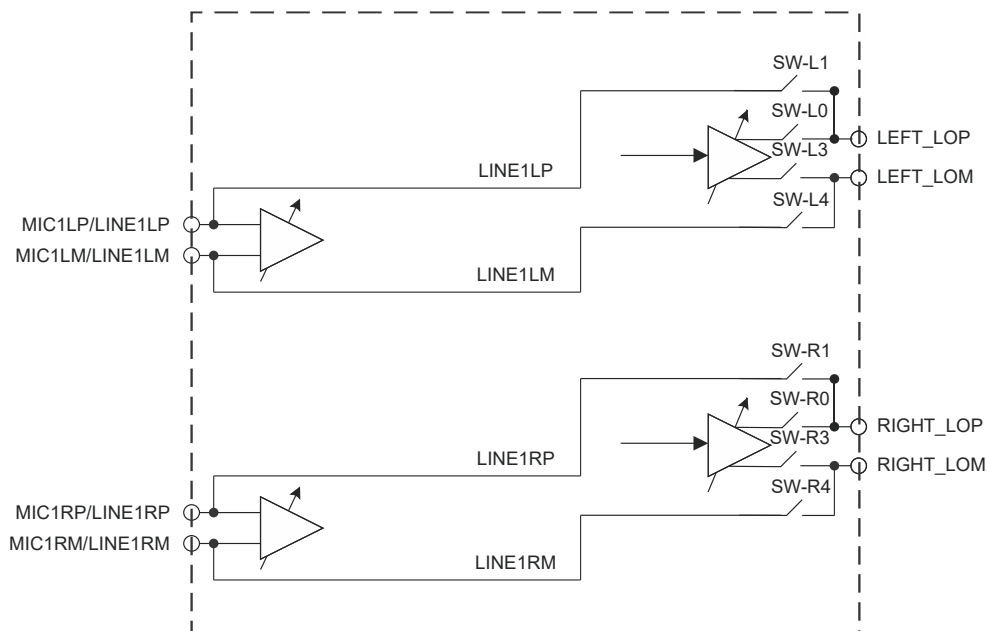 SW-L1
SW-L0
LEFT_LOP
SW-L3
LINE1LP
LEFT_LOM
SW-L4
MIC1LP/LINE1LP
MIC1LM/LINE1LM
LINE1LM
SW-R1
SW-R0
RIGHT_LOP
SW-R3
LINE1RP
RIGHT_LOM
SW-R4
MIC1RP/LINE1RP
MIC1RM/LINE1RM
LINE1RM